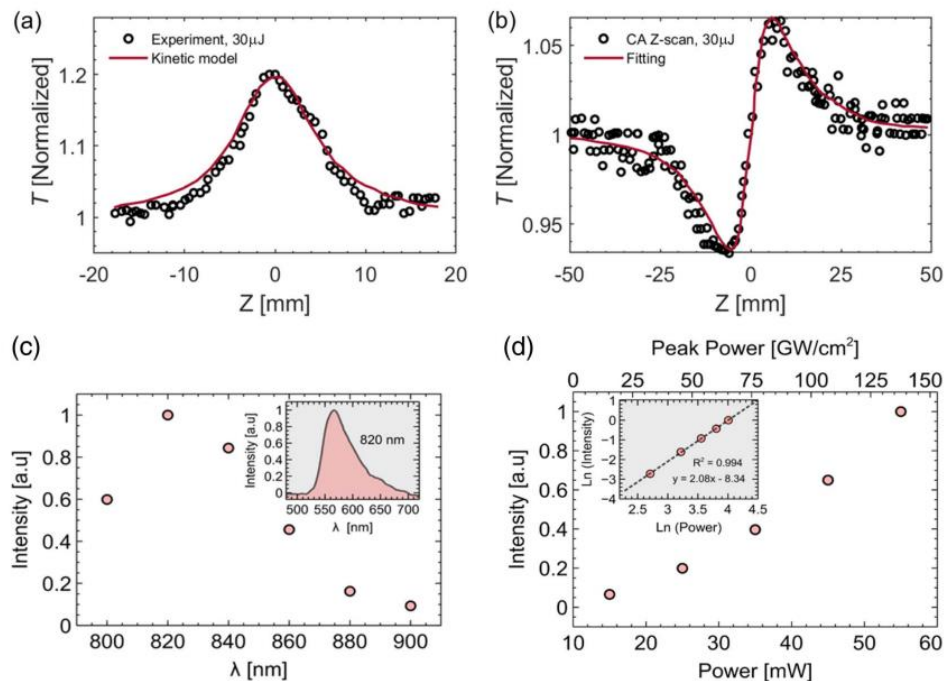 (a)
Experiment, 30μJ
Kinetic model
1.2
1.1
1
T [Normalized]
-20
-10
0
10
20
Z [mm]
(b)
CA Z-scan, 30μJ
Fitting
1.05
1
0.95
T [Normalized]
-50
-25
0
25
50
Z [mm]
(c)
1
0.8
0.6
0.4
0.2
0
Intensity [a.u]
800
820
840
860
880
900
λ [nm]
1
0.8
0.6
0.4
0.2
0
Intensity [a.u]
820 nm
500
550
600
650
700
λ [nm]
(d)
Peak Power [GW/cm²]
0
25
50
75
100
125
150
1
0.8
0.6
0.4
0.2
0
Intensity [a.u]
10
20
30
40
50
60
Power [mW]
1
0
−1
−2
−3
−4
Ln (Intensity)
R² = 0.994
y = 2.08x - 8.34
2.5
3.0
3.5
4.0
4.5
Ln (Power)